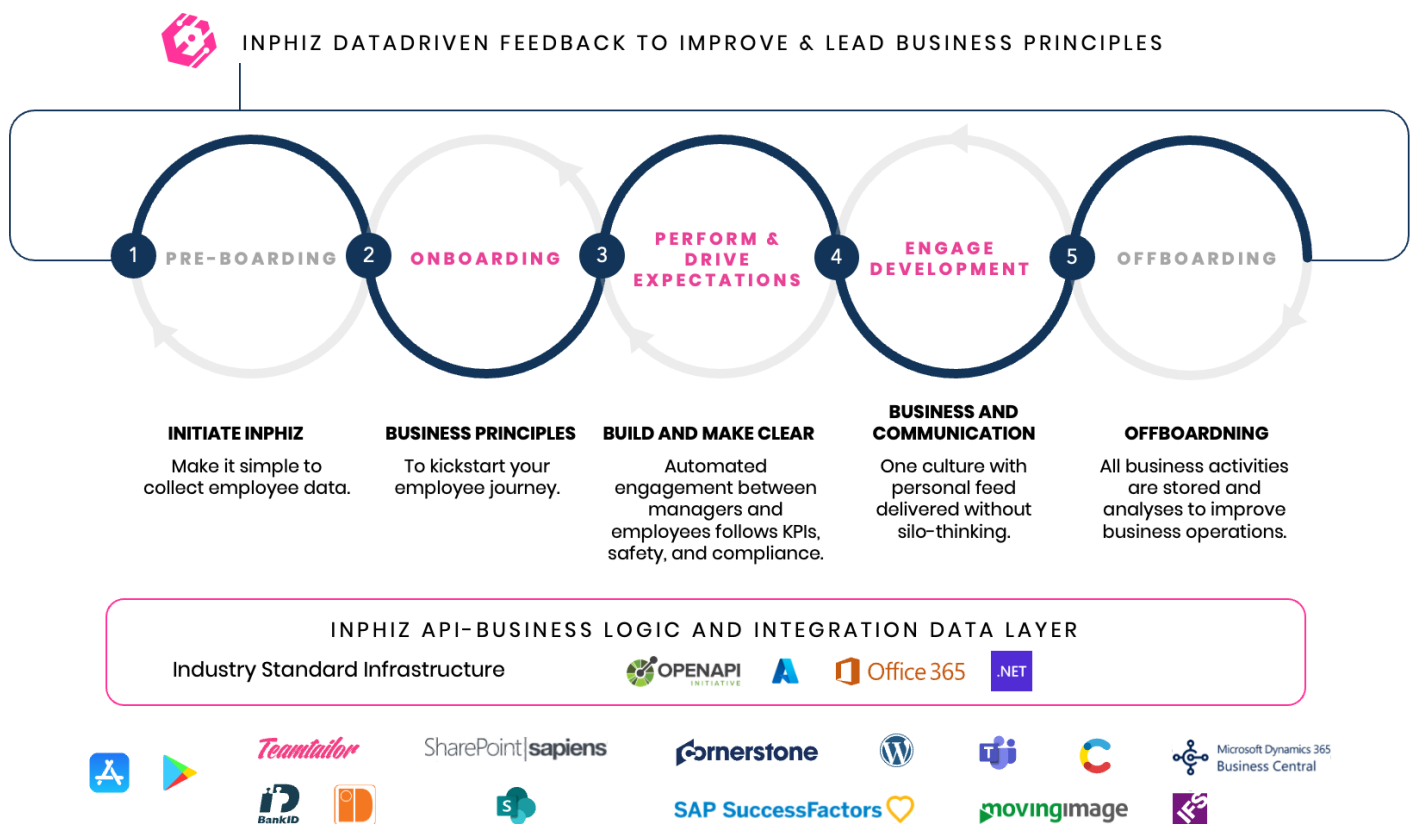 INPHIZ DATADRIVEN FEEDBACK TO IMPROVE & LEAD BUSINESS PRINCIPLES
1
PRE-BOARDING
2
ONBOARDING
3
PERFORM &
DRIVE
EXPECTATIONS
4
ENGAGE
DEVELOPMENT
5
OFFBOARDING
INITIATE INPHIZ
Make it simple to
collect employee data.
BUSINESS PRINCIPLES
To kickstart your
employee journey.
BUILD AND MAKE CLEAR
Automated
engagement between
managers and
employees follows KPIs,
safety, and compliance.
BUSINESS AND
COMMUNICATION
One culture with
personal feed
delivered without
silo-thinking.
OFFBOARDNING
All business activities
are stored and
analyses to improve
business operations.
INPHIZ API-BUSINESS LOGIC AND INTEGRATION DATA LAYER
Industry Standard Infrastructure
OPENAPI
INITIATIVE
Office 365
.NET
Teamtailor
SharePoint|sapiens
Cornerstone
Microsoft Dynamics 365
Business Central
BankID
S
SAP SuccessFactors
movingimage
IFS